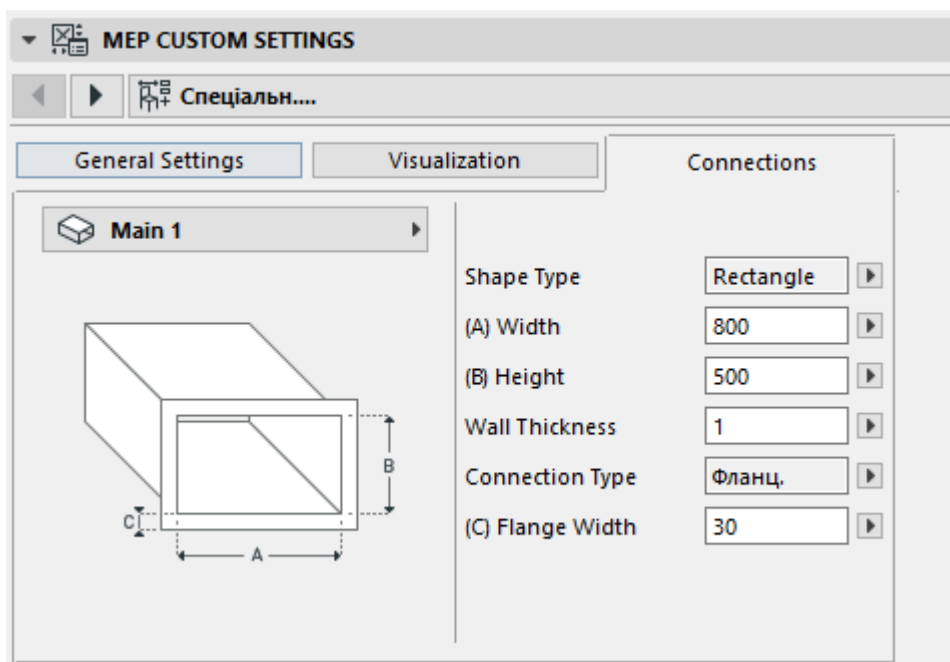 MEP CUSTOM SETTINGS
Спеціальн....
General Settings
Visualization
Connections
Main 1
Shape Type
Rectangle
(A) Width
800
(B) Height
500
Wall Thickness
1
Connection Type
Фланц.
(C) Flange Width
30
B
C
A